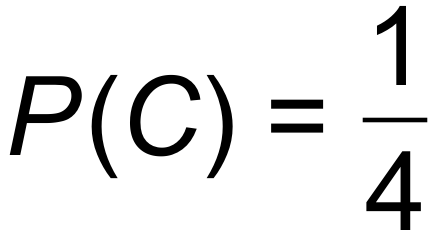 P(C) = 1/4